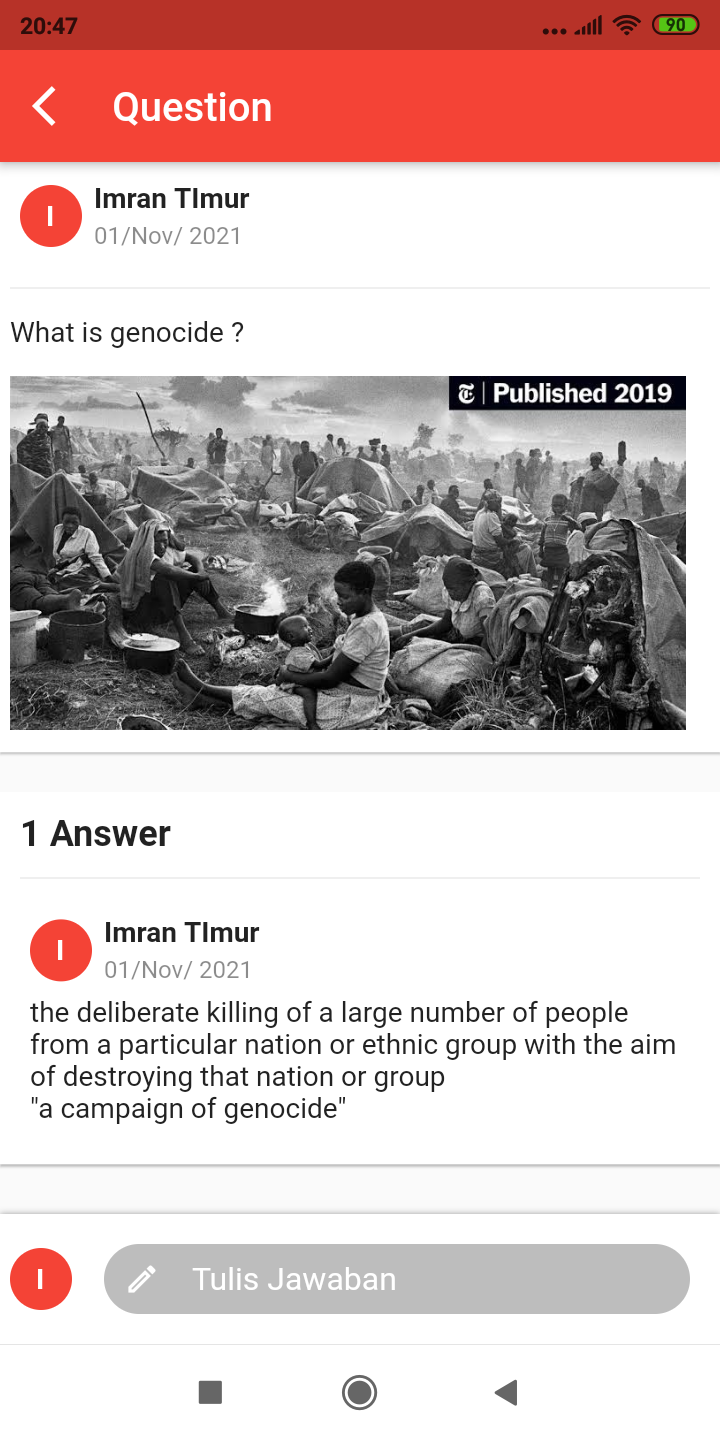 20:47
90
Question
I
Imran TImur
01/Nov/ 2021
What is genocide ?
T | Published 2019
1 Answer
I
Imran TImur
01/Nov/ 2021
the deliberate killing of a large number of people
from a particular nation or ethnic group with the aim
of destroying that nation or group
"a campaign of genocide"
I
Tulis Jawaban